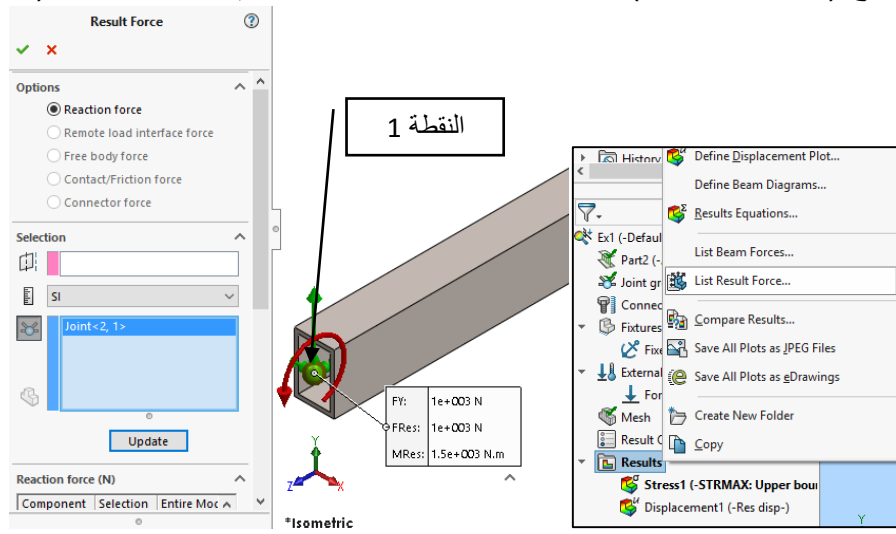 Result Force
Options
Reaction force
Remote load interface force
Free body force
Contact/Friction force
Connector force
Selection
SI
Joint<2, 1>
Update
Reaction force (N)
Component Selection Entire Moc
النقطة 1
FY: 1e+003 N
FRes: 1e+003 N
MRes: 1.5e+003 N.m
Y
Z
X
*Isometric
History
Ex1 (-Defaul
Part2 (-
Joint gr
Connec
Fixtures
Fixe
External
For
Mesh
Result O
Results
Stress1 (-STRMAX: Upper bou
Displacement1 (-Res disp-)
Define Displacement Plot...
Define Beam Diagrams...
Results Equations...
List Beam Forces...
List Result Force...
Compare Results...
Save All Plots as JPEG Files
Save All Plots as eDrawings
Create New Folder
Copy
Y